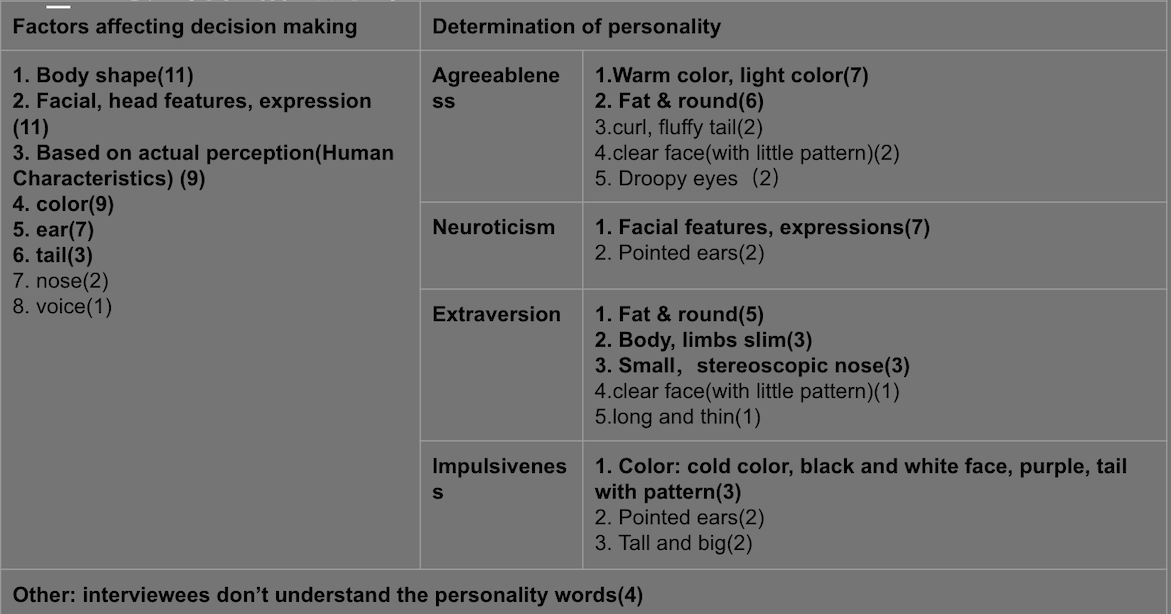 Factors affecting decision making
Determination of personality
1. Body shape(11)
2. Facial, head features, expression
(11)
3. Based on actual perception(Human
Characteristics) (9)
4. color(9)
5. ear(7)
6. tail(3)
7. nose(2)
8. voice(1)
Agreeablene
ss
1.Warm color, light color(7)
2. Fat & round(6)
3.curl, fluffy tail(2)
4.clear face(with little pattern)(2)
5. Droopy eyes（2）
Neuroticism
1. Facial features, expressions(7)
2. Pointed ears(2)
Extraversion
1. Fat & round(5)
2. Body, limbs slim(3)
3. Small，stereoscopic nose(3)
4.clear face(with little pattern)(1)
5.long and thin(1)
Impulsivenes
s
1. Color: cold color, black and white face, purple, tail
with pattern(3)
2. Pointed ears(2)
3. Tall and big(2)
Other: interviewees don’t understand the personality words(4)